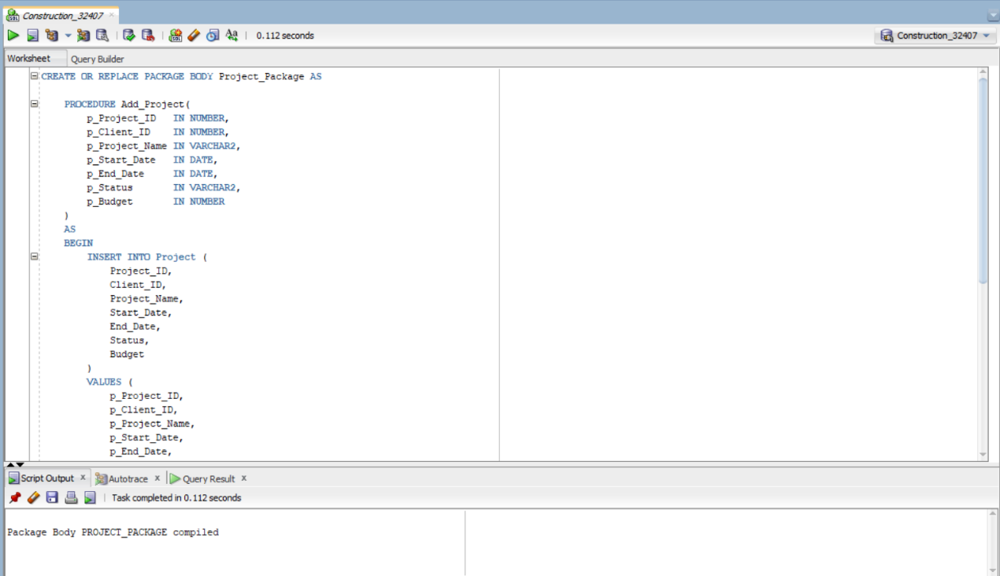 Construction_32407
0.112 seconds
Construction_32407
Worksheet Query Builder
CREATE OR REPLACE PACKAGE BODY Project_Package AS
PROCEDURE Add_Project(
p_Project_ID IN NUMBER,
p_Client_ID IN NUMBER,
p_Project_Name IN VARCHAR2,
p_Start_Date IN DATE,
p_End_Date IN DATE,
p_Status IN VARCHAR2,
p_Budget IN NUMBER
)
AS
BEGIN
INSERT INTO Project (
Project_ID,
Client_ID,
Project_Name,
Start_Date,
End_Date,
Status,
Budget
)
VALUES (
p_Project_ID,
p_Client_ID,
p_Project_Name,
p_Start_Date,
p_End_Date,
Script Output x Autotrace x Query Result x
Task completed in 0.112 seconds
Package Body PROJECT_PACKAGE compiled